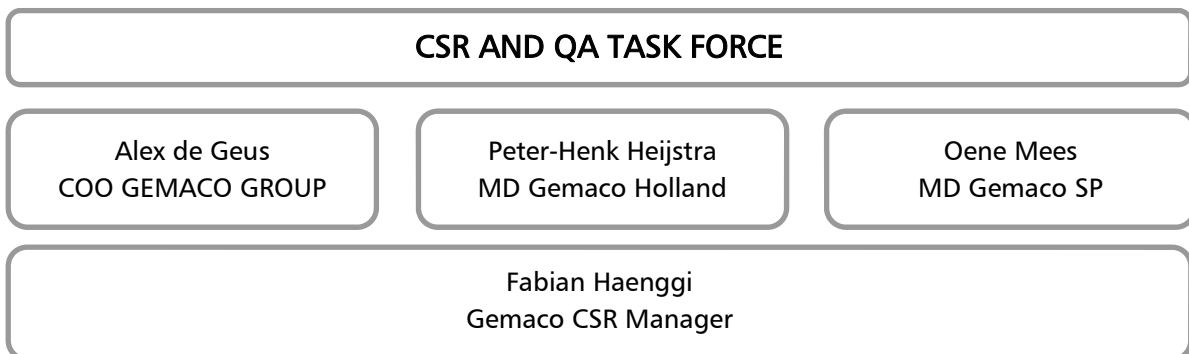 CSR AND QA TASK FORCE
Alex de Geus
COO GEMACO GROUP
Peter-Henk Heijstra
MD Gemaco Holland
Oene Mees
MD Gemaco SP
Fabian Haenggi
Gemaco CSR Manager